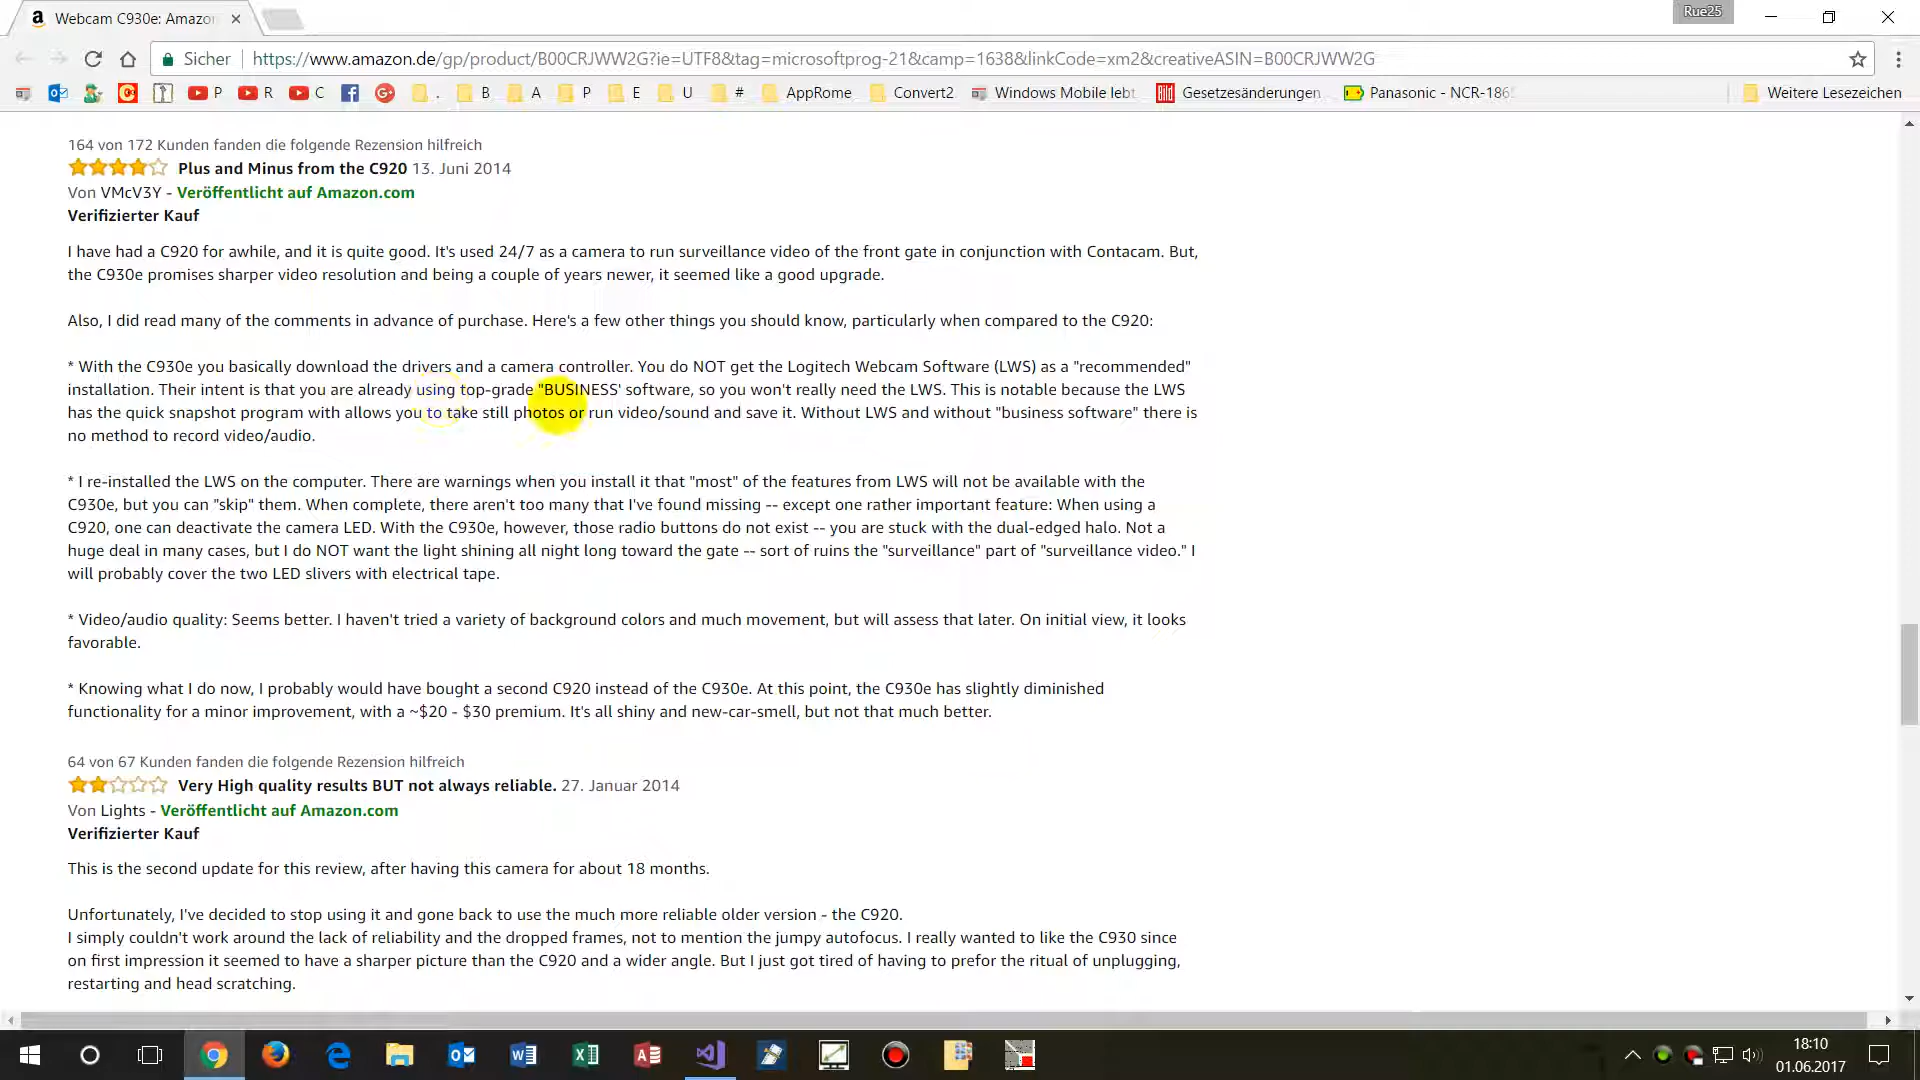 Webcam C930e: Amazo
Rue25
Sicher
https://www.amazon.de/gp/product/B00CRJWW2G?ie=UTF8&tag=microsoftprog-21&camp=1638&linkCode=xm2&creativeASIN=B00CRJWW2G
P R C . B A P E U # AppRome Convert2 Windows Mobile lebt Gesetzesänderungen Panasonic - NCR-186 Weitere Lesezeichen
164 von 172 Kunden fanden die folgende Rezension hilfreich
Plus and Minus from the C920 13. Juni 2014
Von VMcV3Y - Veröffentlicht auf Amazon.com
Verifizierter Kauf
I have had a C920 for awhile, and it is quite good. It's used 24/7 as a camera to run surveillance video of the front gate in conjunction with Contacam. But,
the C930e promises sharper video resolution and being a couple of years newer, it seemed like a good upgrade.
Also, I did read many of the comments in advance of purchase. Here's a few other things you should know, particularly when compared to the C920:
* With the C930e you basically download the drivers and a camera controller. You do NOT get the Logitech Webcam Software (LWS) as a "recommended"
installation. Their intent is that you are already using top-grade "BUSINESS' software, so you won't really need the LWS. This is notable because the LWS
has the quick snapshot program with allows you to take still photos or run video/sound and save it. Without LWS and without "business software" there is
no method to record video/audio.
* I re-installed the LWS on the computer. There are warnings when you install it that "most" of the features from LWS will not be available with the
C930e, but you can "skip" them. When complete, there aren't too many that I've found missing -- except one rather important feature: When using a
C920, one can deactivate the camera LED. With the C930e, however, those radio buttons do not exist -- you are stuck with the dual-edged halo. Not a
huge deal in many cases, but I do NOT want the light shining all night long toward the gate -- sort of ruins the "surveillance" part of "surveillance video." I
will probably cover the two LED slivers with electrical tape.
* Video/audio quality: Seems better. I haven't tried a variety of background colors and much movement, but will assess that later. On initial view, it looks
favorable.
* Knowing what I do now, I probably would have bought a second C920 instead of the C930e. At this point, the C930e has slightly diminished
functionality for a minor improvement, with a ~$20 - $30 premium. It's all shiny and new-car-smell, but not that much better.
64 von 67 Kunden fanden die folgende Rezension hilfreich
Very High quality results BUT not always reliable. 27. Januar 2014
Von Lights - Veröffentlicht auf Amazon.com
Verifizierter Kauf
This is the second update for this review, after having this camera for about 18 months.
Unfortunately, I've decided to stop using it and gone back to use the much more reliable older version - the C920.
I simply couldn't work around the lack of reliability and the dropped frames, not to mention the jumpy autofocus. I really wanted to like the C930 since
on first impression it seemed to have a sharper picture than the C920 and a wider angle. But I just got tired of having to prefor the ritual of unplugging,
restarting and head scratching.
18:10
01.06.2017